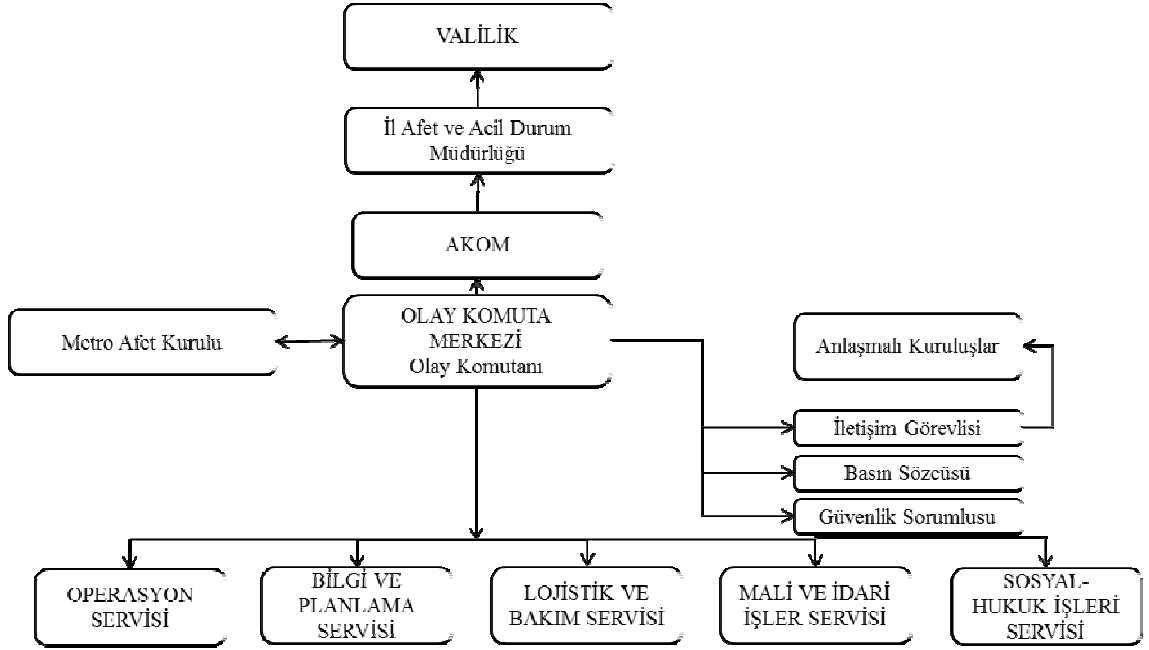 VALİLİK
İl Afet ve Acil Durum
Müdürlüğü
AKOM
Metro Afet Kurulu
OLAY KOMUTA
MERKEZİ
Olay Komutanı
Anlaşmalı Kuruluşlar
İletişim Görevlisi
Basın Sözcüsü
Güvenlik Sorumlusu
OPERASYON
SERVİSİ
BİLGİ VE
PLANLAMA
SERVİSİ
LOJİSTİK VE
BAKIM SERVİSİ
MALİ VE İDARİ
İŞLER SERVİSİ
SOSYAL-
HUKUK İŞLERİ
SERVİSİ